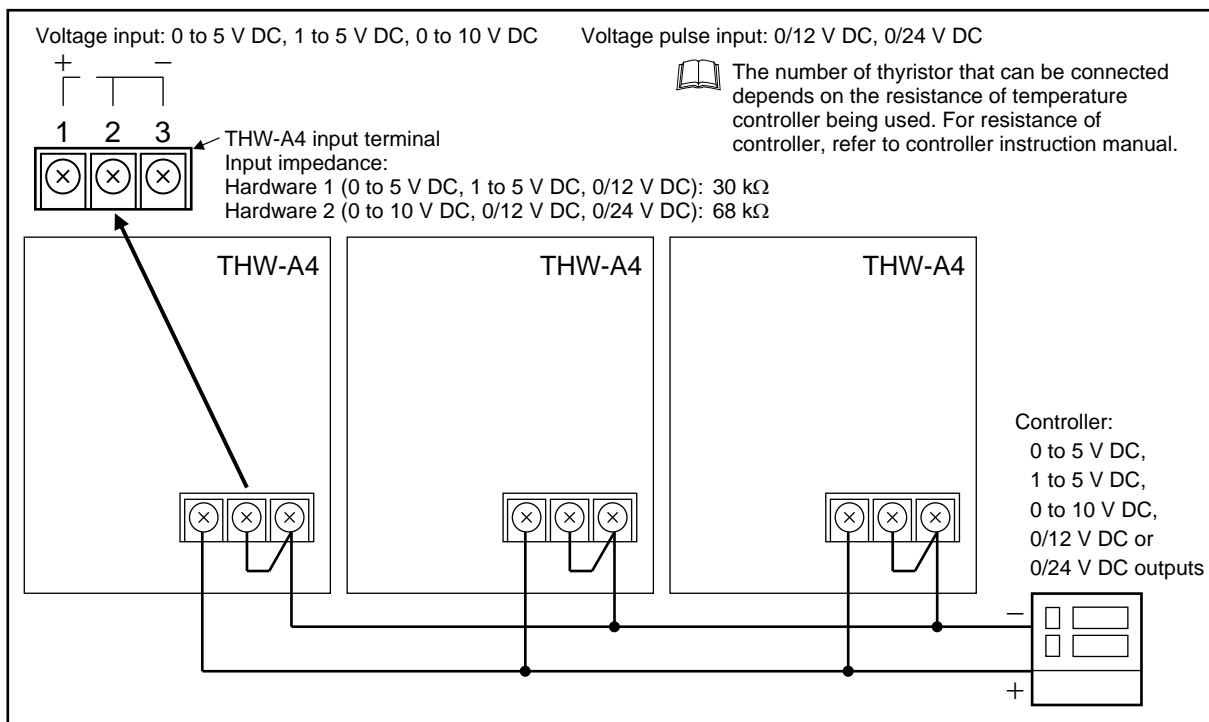 Voltage input: 0 to 5 V DC, 1 to 5 V DC, 0 to 10 V DC
Voltage pulse input: 0/12 V DC, 0/24 V DC
The number of thyristor that can be connected
depends on the resistance of temperature
controller being used. For resistance of
controller, refer to controller instruction manual.
+ −
1 2 3
THW-A4 input terminal
Input impedance:
Hardware 1 (0 to 5 V DC, 1 to 5 V DC, 0/12 V DC): 30 kΩ
Hardware 2 (0 to 10 V DC, 0/12 V DC, 0/24 V DC): 68 kΩ
THW-A4
THW-A4
THW-A4
Controller:
0 to 5 V DC,
1 to 5 V DC,
0 to 10 V DC,
0/12 V DC or
0/24 V DC outputs
−
+